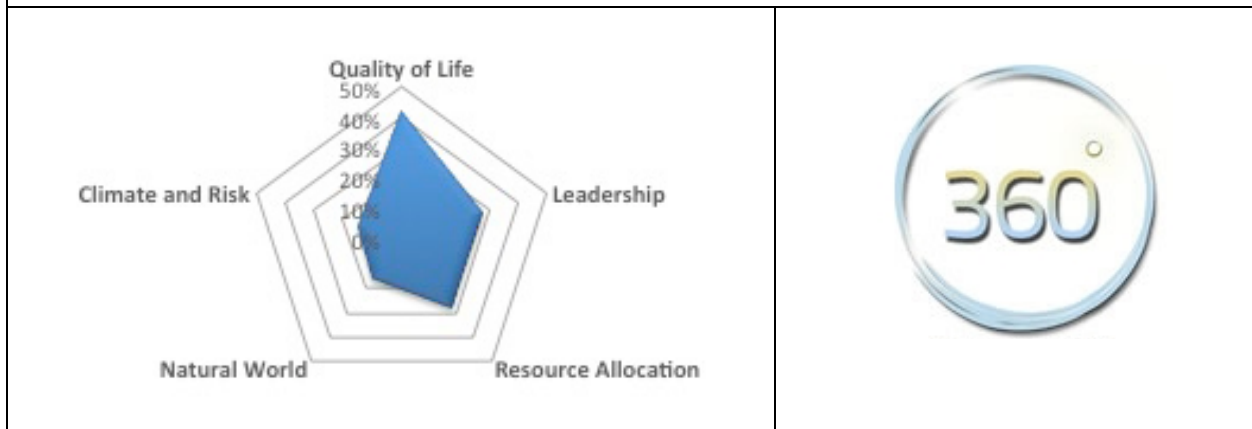 Quality of Life
50%
40%
30%
20%
10%
0%
Climate and Risk
Leadership
Natural World
Resource Allocation
360°